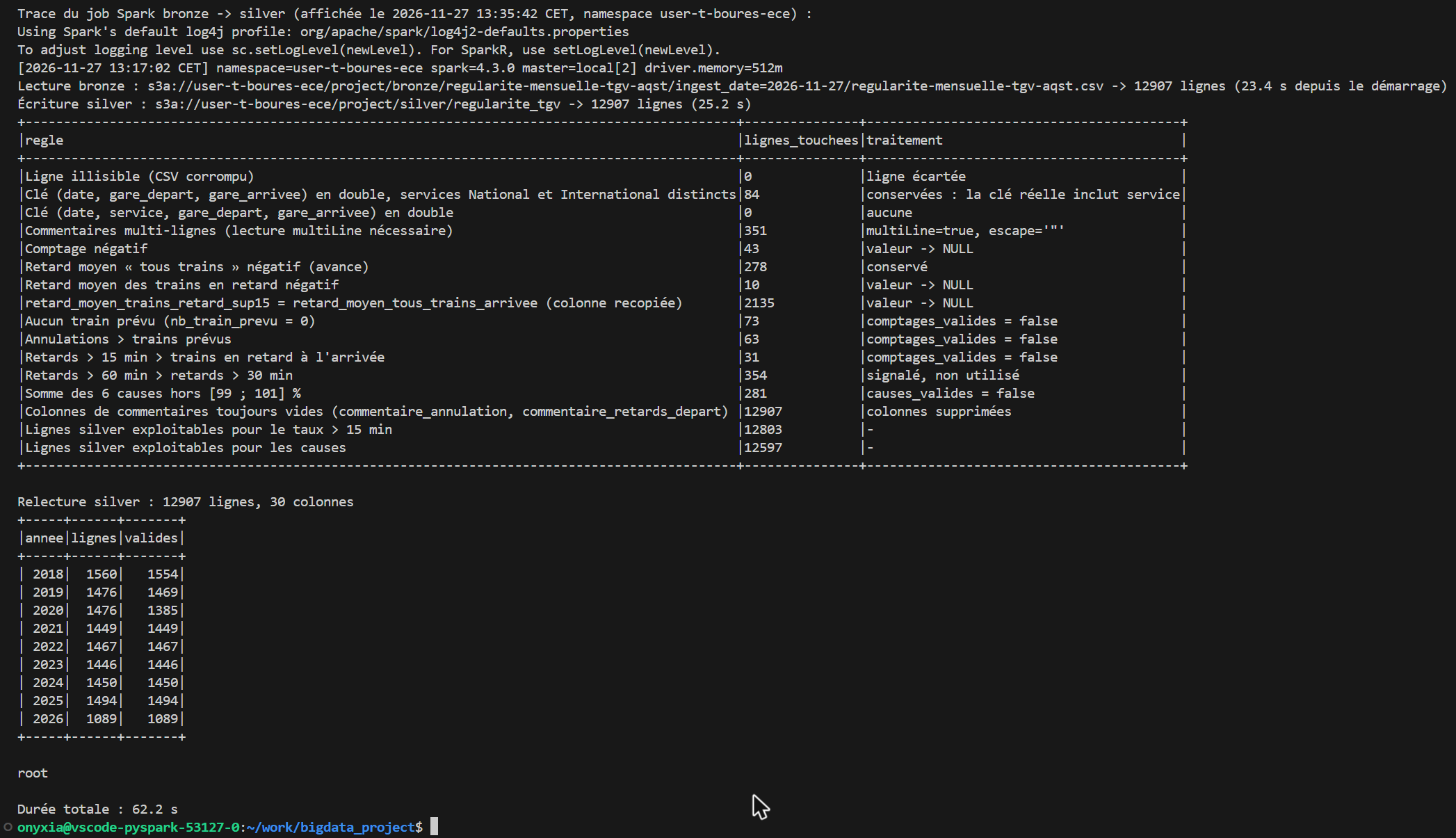 Trace du job Spark bronze -> silver (affichée le 2026-11-27 13:35:42 CET, namespace user-t-boures-ece) :
Using Spark's default log4j profile: org/apache/spark/log4j2-defaults.properties
To adjust logging level use sc.setLogLevel(newLevel). For SparkR, use setLogLevel(newLevel).
[2026-11-27 13:17:02 CET] namespace=user-t-boures-ece spark=4.3.0 master=local[2] driver.memory=512m
Lecture bronze : s3a://user-t-boures-ece/project/bronze/regularite-mensuelle-tgv-aqst/ingest_date=2026-11-27/regularite-mensuelle-tgv-aqst.csv -> 12907 lignes (23.4 s depuis le démarrage)
Écriture silver : s3a://user-t-boures-ece/project/silver/regularite_tgv -> 12907 lignes (25.2 s)
+-----------------------------------------------------------------------------------------+---------------+----------------------------------------+
|regle                                                                                    |lignes_touchees|traitement                              |
+-----------------------------------------------------------------------------------------+---------------+----------------------------------------+
|Ligne illisible (CSV corrompu)                                                           |0              |ligne écartée                           |
|Clé (date, gare_depart, gare_arrivee) en double, services National et International distincts|84             |conservées : la clé réelle inclut service|
|Clé (date, service, gare_depart, gare_arrivee) en double                                 |0              |aucune                                  |
|Commentaires multi-lignes (lecture multiLine nécessaire)                                 |351            |multiLine=true, escape='"'              |
|Comptage négatif                                                                         |43             |valeur -> NULL                          |
|Retard moyen « tous trains » négatif (avance)                                            |278            |conservé                                |
|Retard moyen des trains en retard négatif                                                |10             |valeur -> NULL                          |
|retard_moyen_trains_retard_sup15 = retard_moyen_tous_trains_arrivee (colonne recopiée)   |2135           |valeur -> NULL                          |
|Aucun train prévu (nb_train_prevu = 0)                                                   |73             |comptages_valides = false               |
|Annulations > trains prévus                                                              |63             |comptages_valides = false               |
|Retards > 15 min > trains en retard à l'arrivée                                          |31             |comptages_valides = false               |
|Retards > 60 min > retards > 30 min                                                      |354            |signalé, non utilisé                    |
|Somme des 6 causes hors [99 ; 101] %                                                     |281            |causes_valides = false                  |
|Colonnes de commentaires toujours vides (commentaire_annulation, commentaire_retards_depart) |12907          |colonnes supprimées                     |
|Lignes silver exploitables pour le taux > 15 min                                         |12803          |-                                       |
|Lignes silver exploitables pour les causes                                               |12597          |-                                       |
+-----------------------------------------------------------------------------------------+---------------+----------------------------------------+
Relecture silver : 12907 lignes, 30 colonnes
+-----+------+-------+
|annee|lignes|valides|
+-----+------+-------+
| 2018|  1560|   1554|
| 2019|  1476|   1469|
| 2020|  1476|   1385|
| 2021|  1449|   1449|
| 2022|  1467|   1467|
| 2023|  1446|   1446|
| 2024|  1450|   1450|
| 2025|  1494|   1494|
| 2026|  1089|   1089|
+-----+------+-------+
root
Durée totale : 62.2 s
onyxia@vscode-pyspark-53127-0:~/work/bigdata_project$